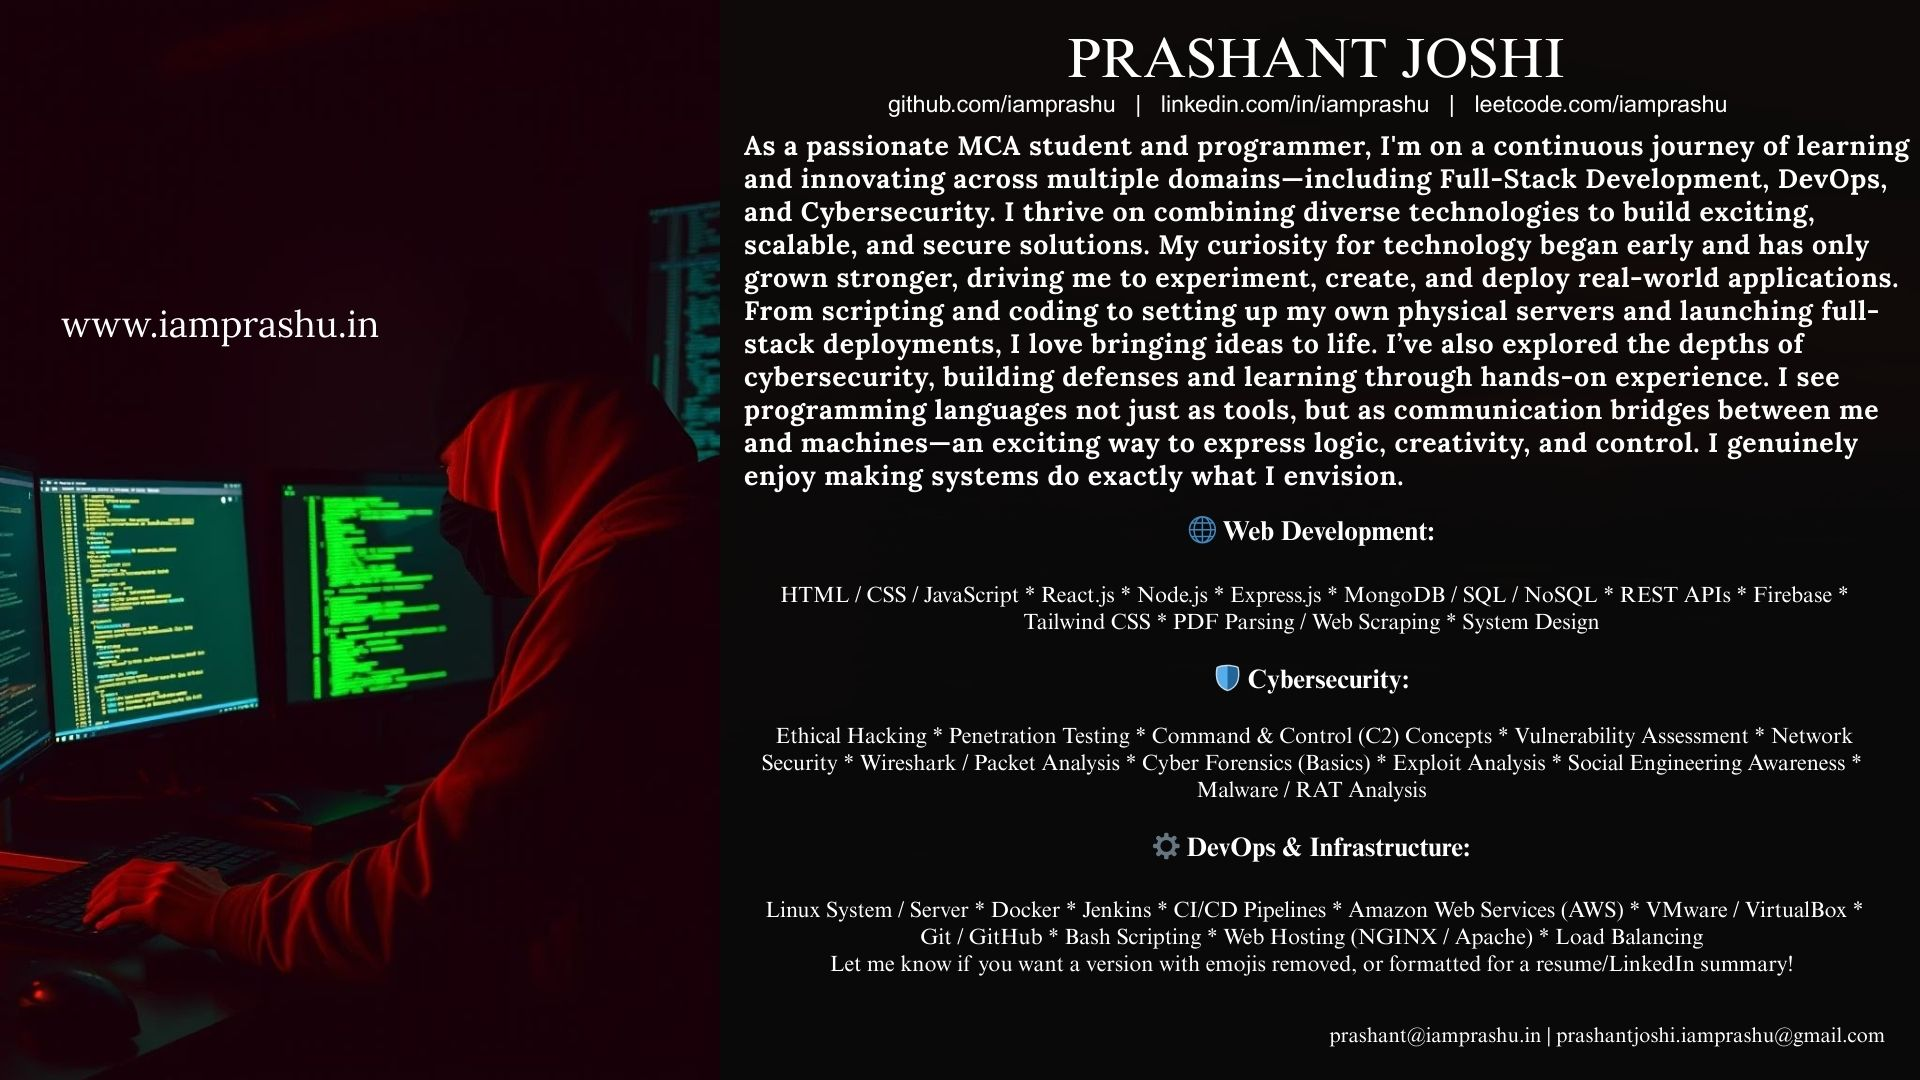 PRASHANT JOSHI
github.com/iamprashu | linkedin.com/in/iamprashu | leetcode.com/iamprashu
www.iamprashu.in
As a passionate MCA student and programmer, I'm on a continuous journey of learning
and innovating across multiple domains—including Full-Stack Development, DevOps,
and Cybersecurity. I thrive on combining diverse technologies to build exciting,
scalable, and secure solutions. My curiosity for technology began early and has only
grown stronger, driving me to experiment, create, and deploy real-world applications.
From scripting and coding to setting up my own physical servers and launching full-
stack deployments, I love bringing ideas to life. I’ve also explored the depths of
cybersecurity, building defenses and learning through hands-on experience. I see
programming languages not just as tools, but as communication bridges between me
and machines—an exciting way to express logic, creativity, and control. I genuinely
enjoy making systems do exactly what I envision.
🌐 Web Development:
HTML / CSS / JavaScript * React.js * Node.js * Express.js * MongoDB / SQL / NoSQL * REST APIs * Firebase *
Tailwind CSS * PDF Parsing / Web Scraping * System Design
🛡️ Cybersecurity:
Ethical Hacking * Penetration Testing * Command & Control (C2) Concepts * Vulnerability Assessment * Network
Security * Wireshark / Packet Analysis * Cyber Forensics (Basics) * Exploit Analysis * Social Engineering Awareness *
Malware / RAT Analysis
⚙️ DevOps & Infrastructure:
Linux System / Server * Docker * Jenkins * CI/CD Pipelines * Amazon Web Services (AWS) * VMware / VirtualBox *
Git / GitHub * Bash Scripting * Web Hosting (NGINX / Apache) * Load Balancing
Let me know if you want a version with emojis removed, or formatted for a resume/LinkedIn summary!
prashant@iamprashu.in | prashantjoshi.iamprashu@gmail.com